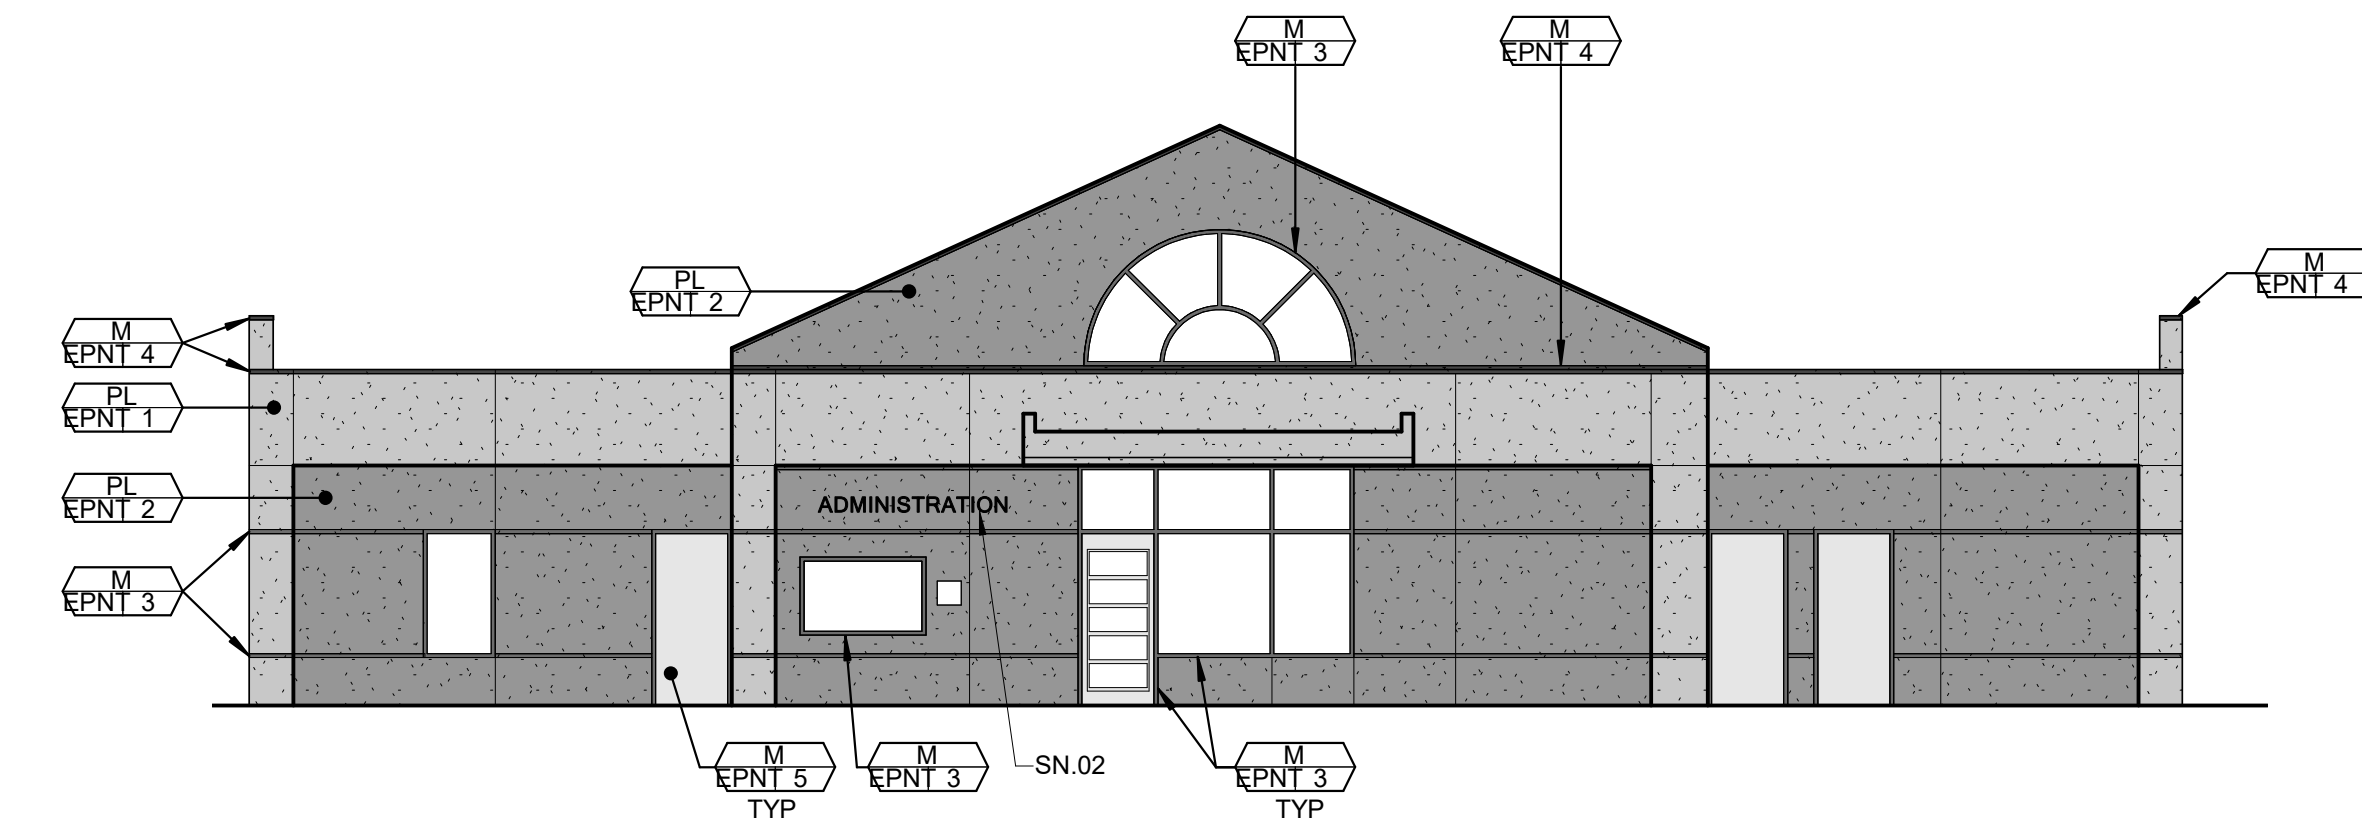 M
EPNT 3
M
EPNT 4
M
EPNT 4
PL
EPNT 2
M
EPNT 4
PL
EPNT 1
PL
EPNT 2
ADMINISTRATION
M
EPNT 3
M
EPNT 5
TYP
M
EPNT 3
SN.02
M
EPNT 3
TYP